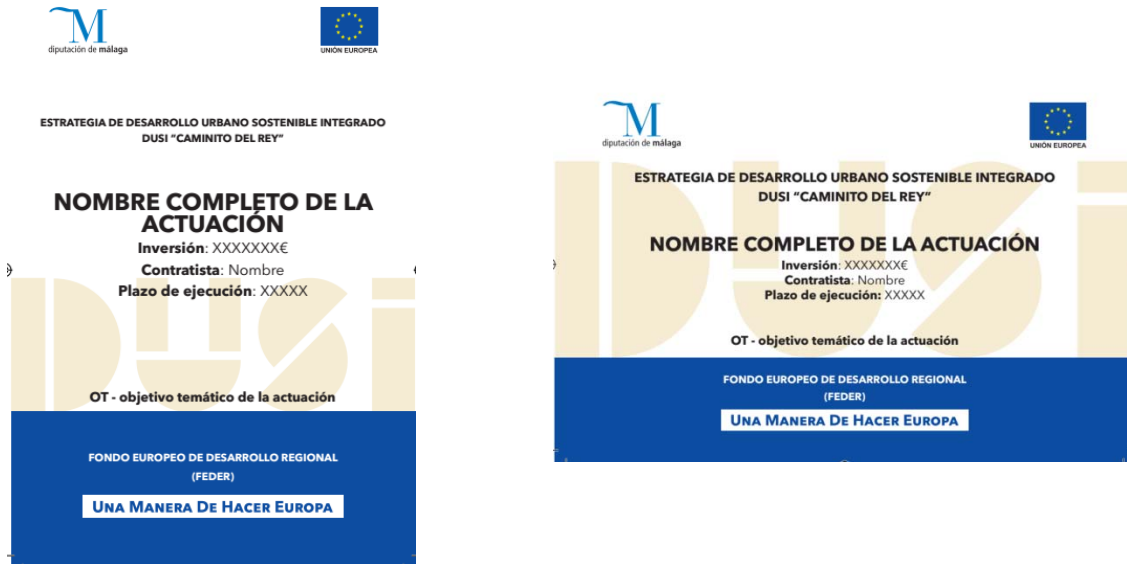 M
diputación de málaga
UNIÓN EUROPEA
ESTRATEGIA DE DESARROLLO URBANO SOSTENIBLE INTEGRADO
DUSI "CAMINITO DEL REY"
NOMBRE COMPLETO DE LA
ACTUACIÓN
Inversión: XXXXXXX€
Contratista: Nombre
Plazo de ejecución: XXXXX
DUSi
OT - objetivo temático de la actuación
FONDO EUROPEO DE DESARROLLO REGIONAL
(FEDER)
UNA MANERA DE HACER EUROPA
M
diputación de málaga
UNIÓN EUROPEA
ESTRATEGIA DE DESARROLLO URBANO SOSTENIBLE INTEGRADO
DUSI "CAMINITO DEL REY"
NOMBRE COMPLETO DE LA ACTUACIÓN
Inversión: XXXXXXX€
Contratista: Nombre
Plazo de ejecución: XXXXX
DUSi
OT - objetivo temático de la actuación
FONDO EUROPEO DE DESARROLLO REGIONAL
(FEDER)
UNA MANERA DE HACER EUROPA